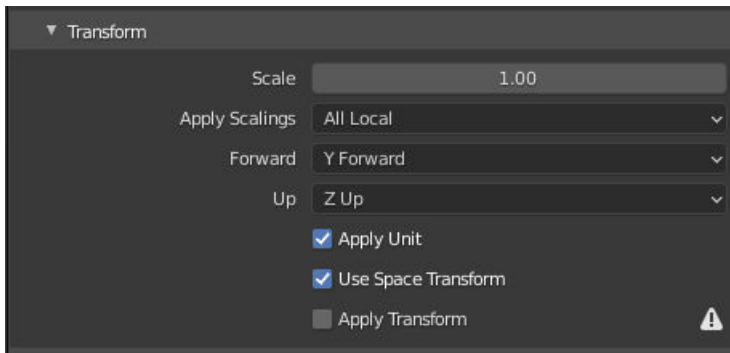 Transform
Scale 1.00
Apply Scalings All Local
Forward Y Forward
Up Z Up
Apply Unit
Use Space Transform
Apply Transform